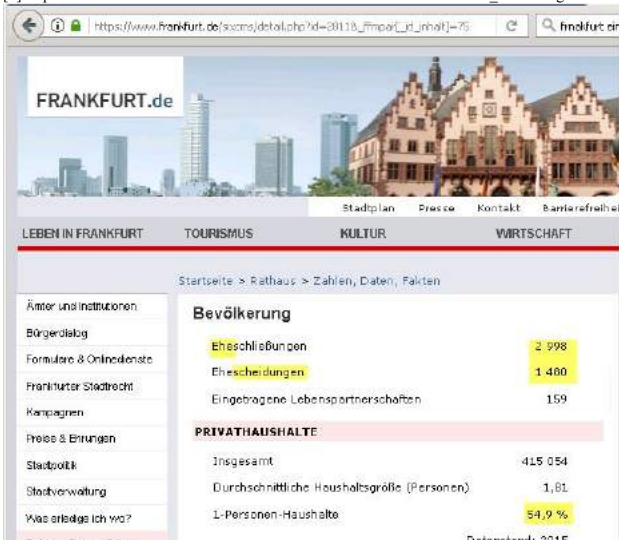 https://www.frankfurt.de/sixcms/detail.php?id=2811&_ffmpar[_id_inhalt]=75
FRANKFURT.de
Stadtplan Presse Kontakt
LEBEN IN FRANKFURT TOURISMUS KULTUR WIRTSCHAFT
Startseite > Rathaus > Zahlen, Daten, Fakten
Ämter und Institutionen
Bürgerdialog
Formulare & Onlinedienste
Frankfurter Stadtrecht
Kampagnen
Preise & Ehrungen
Stadtpolitik
Stadtverwaltung
Was erledige ich wo?
Bevölkerung
Eheschließungen 2 998
Ehescheidungen 1 480
Eingetragene Lebenspartnerschaften 159
PRIVATHAUSHALTE
Insgesamt 415 054
Durchschnittliche Haushaltsgröße (Personen) 1,81
1-Personen-Haushalte 54,9 %
Datenstand: 2015